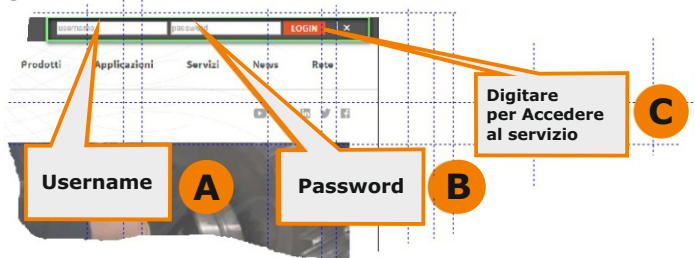 username password LOGIN ×
Prodotti Applicazioni Servizi News Rete
Digitare
per Accedere
al servizio
C
Username
A
Password
B